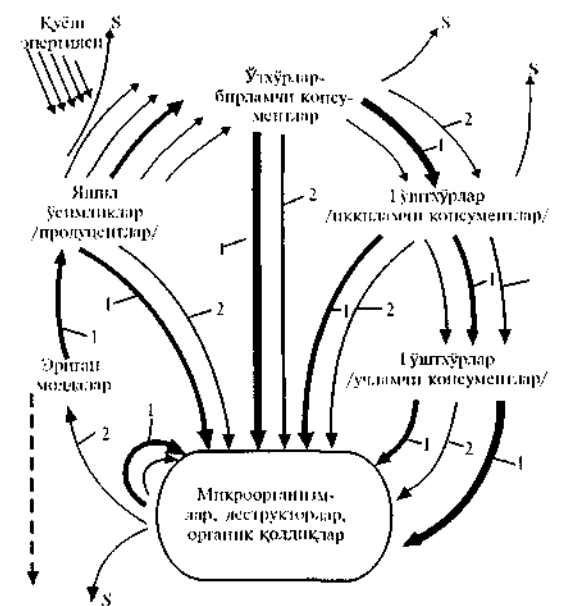 Қуёш
энергияси
S
S
S
Ўтхўрлар-
бирламчи консу-
ментлар
2
1
Яшил
ўсимликлар
/продуцентлар/
2
1
Гўштхўрлар
/иккиламчи консументлар/
1
2
1
2
1
1
Эриган
моддалар
Гўштхўрлар
/учламчи консументлар/
1
2
1
2
1
Микроорганизм-
лар, деструкторлар,
органик қолдиқлар
S